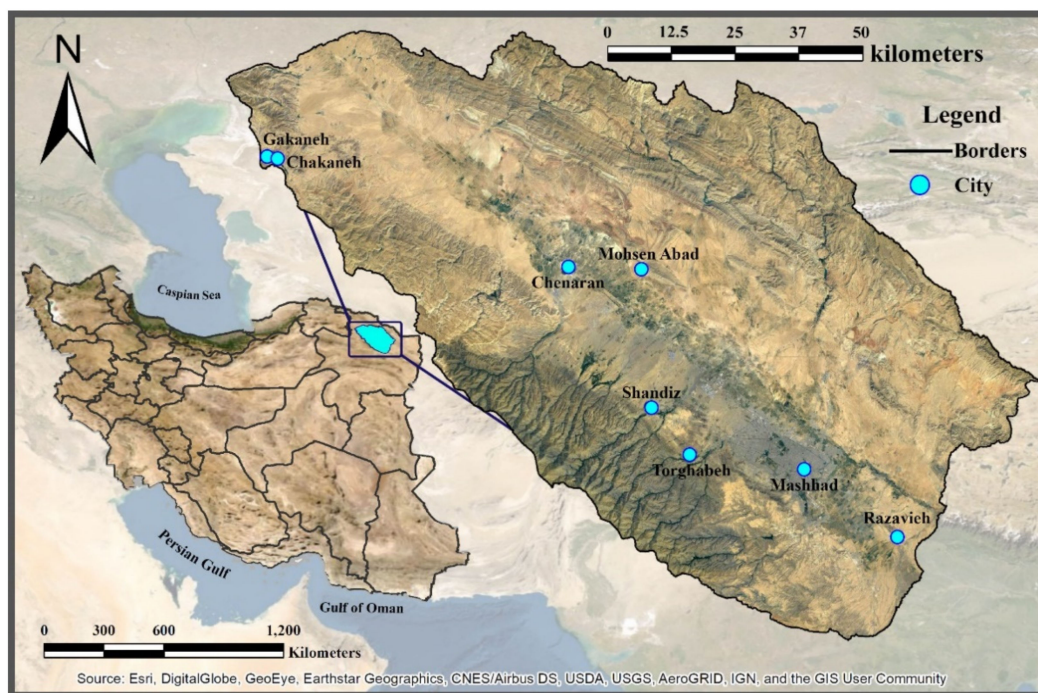 N
0 12.5 25 37 50
kilometers
Legend
Borders
City
Gakaneh
Chakaneh
Mohsen Abad
Chenaran
Caspian Sea
Shandiz
Torghabeh
Mashhad
Razavieh
Persian Gulf
Gulf of Oman
0 300 600 1,200
Kilometers
Source: Esri, DigitalGlobe, GeoEye, Earthstar Geographics, CNES/Airbus DS, USDA, USGS, AeroGRID, IGN, and the GIS User Community